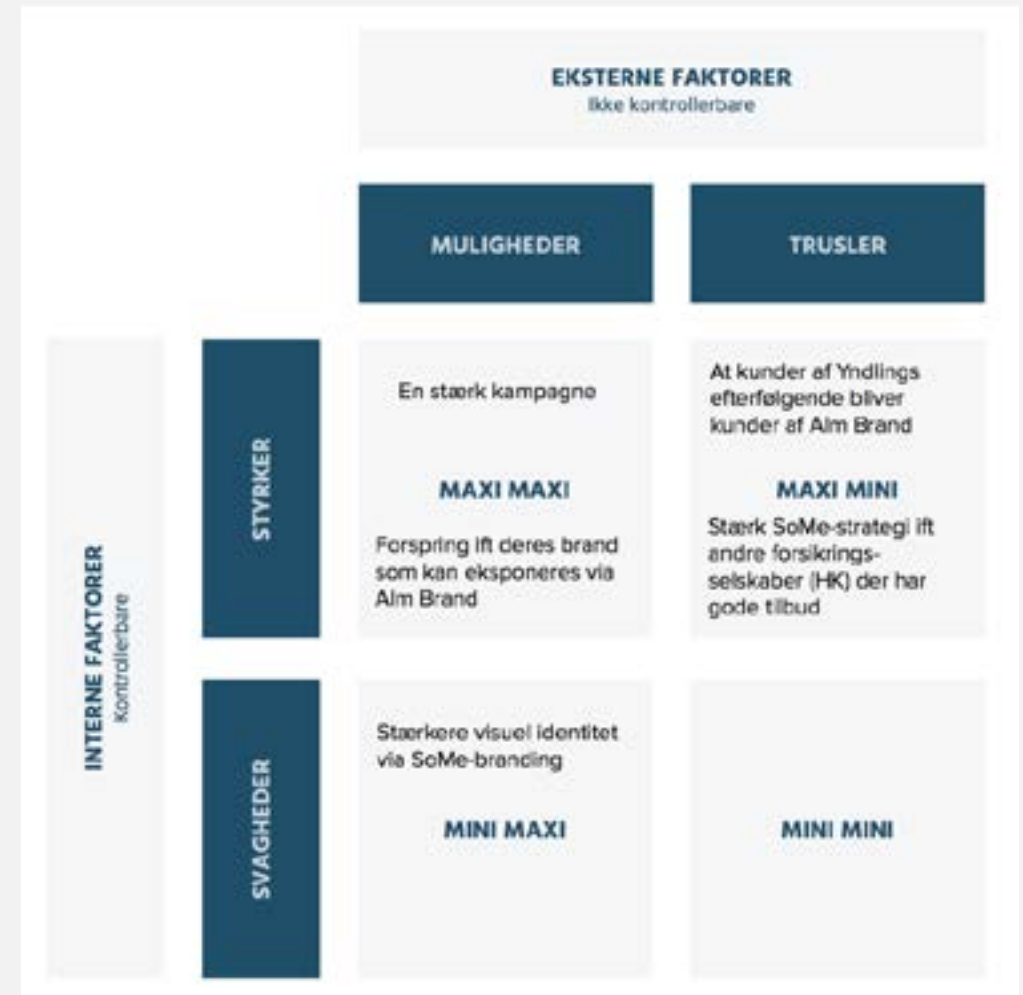 EKSTERNE FAKTORER
Ikke kontrollerbare
MULIGHEDER
TRUSLER
INTERNE FAKTORER
Kontrollerbare
STYRKER
En stærk kampagne
MAXI MAXI
Forspring ift deres brand
som kan eksponeres via
Alm Brand
At kunder af Yndlings
efterfølgende bliver
kunder af Alm Brand
MAXI MINI
Stærk SoMe-strategi ift
andre forsikrings-
selskaber (HK) der har
gode tilbud
SVAGHEDER
Stærkere visuel identitet
via SoMe-branding
MINI MAXI
MINI MINI